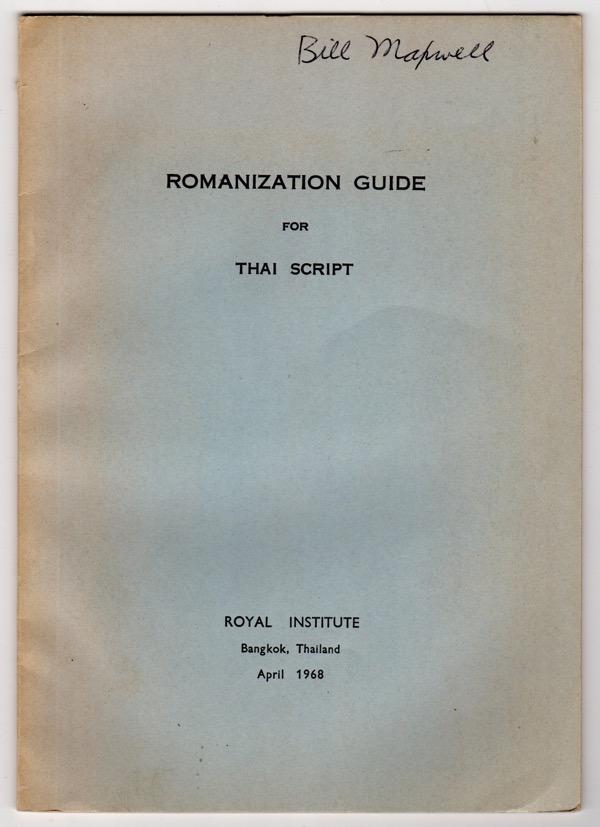 Bill Maxwell
ROMANIZATION GUIDE
FOR
THAI SCRIPT
ROYAL INSTITUTE
Bangkok, Thailand
April 1968